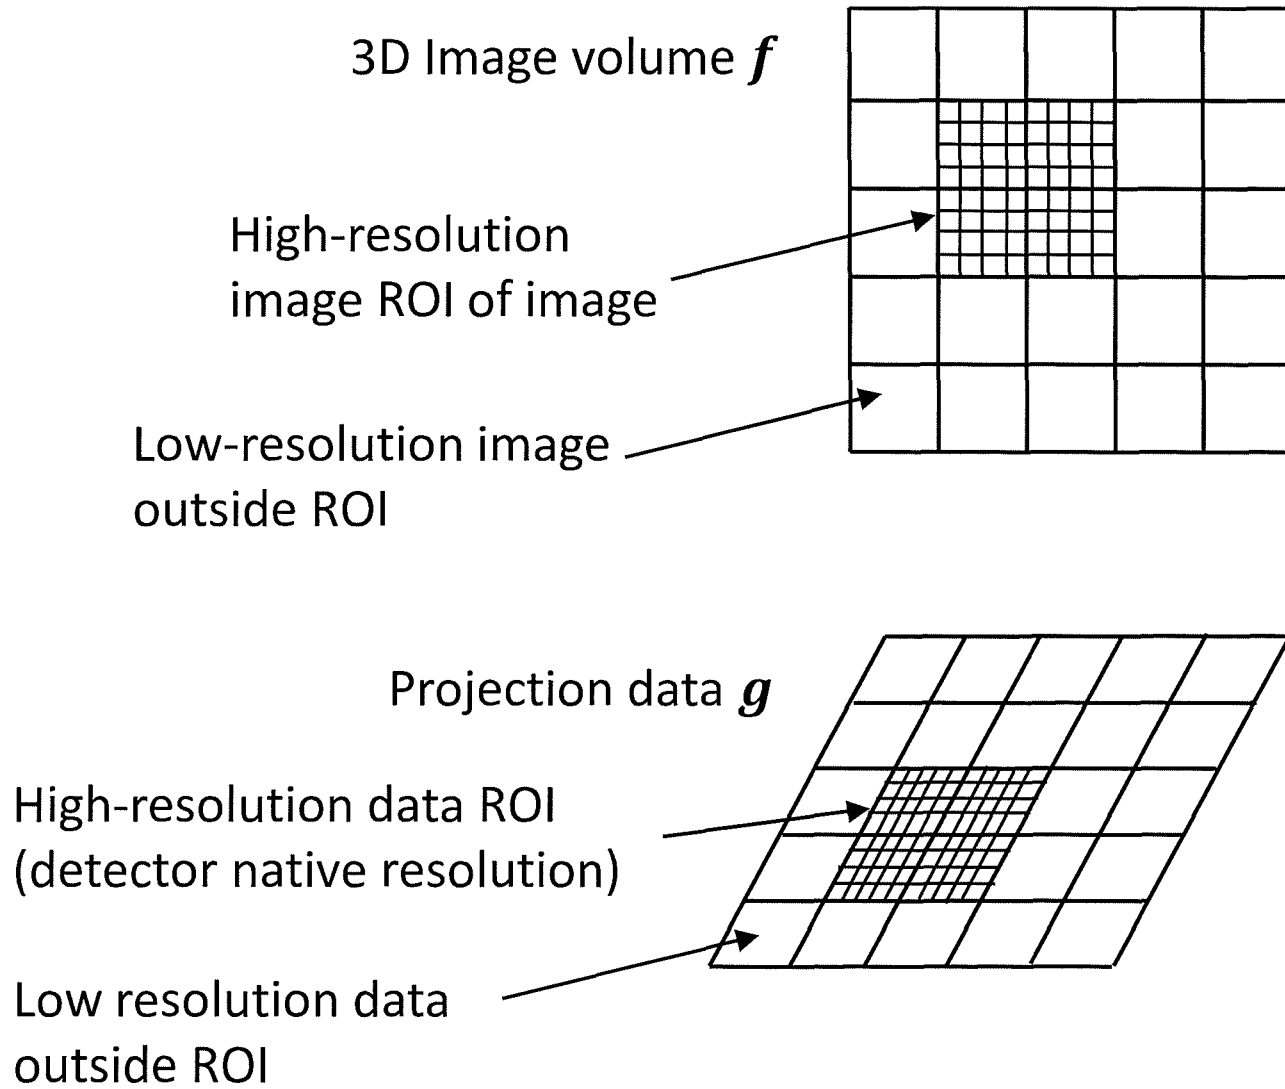 3D Image volume f
High-resolution
image ROI of image
Low-resolution image
outside ROI
Projection data g
High-resolution data ROI
(detector native resolution)
Low resolution data
outside ROI